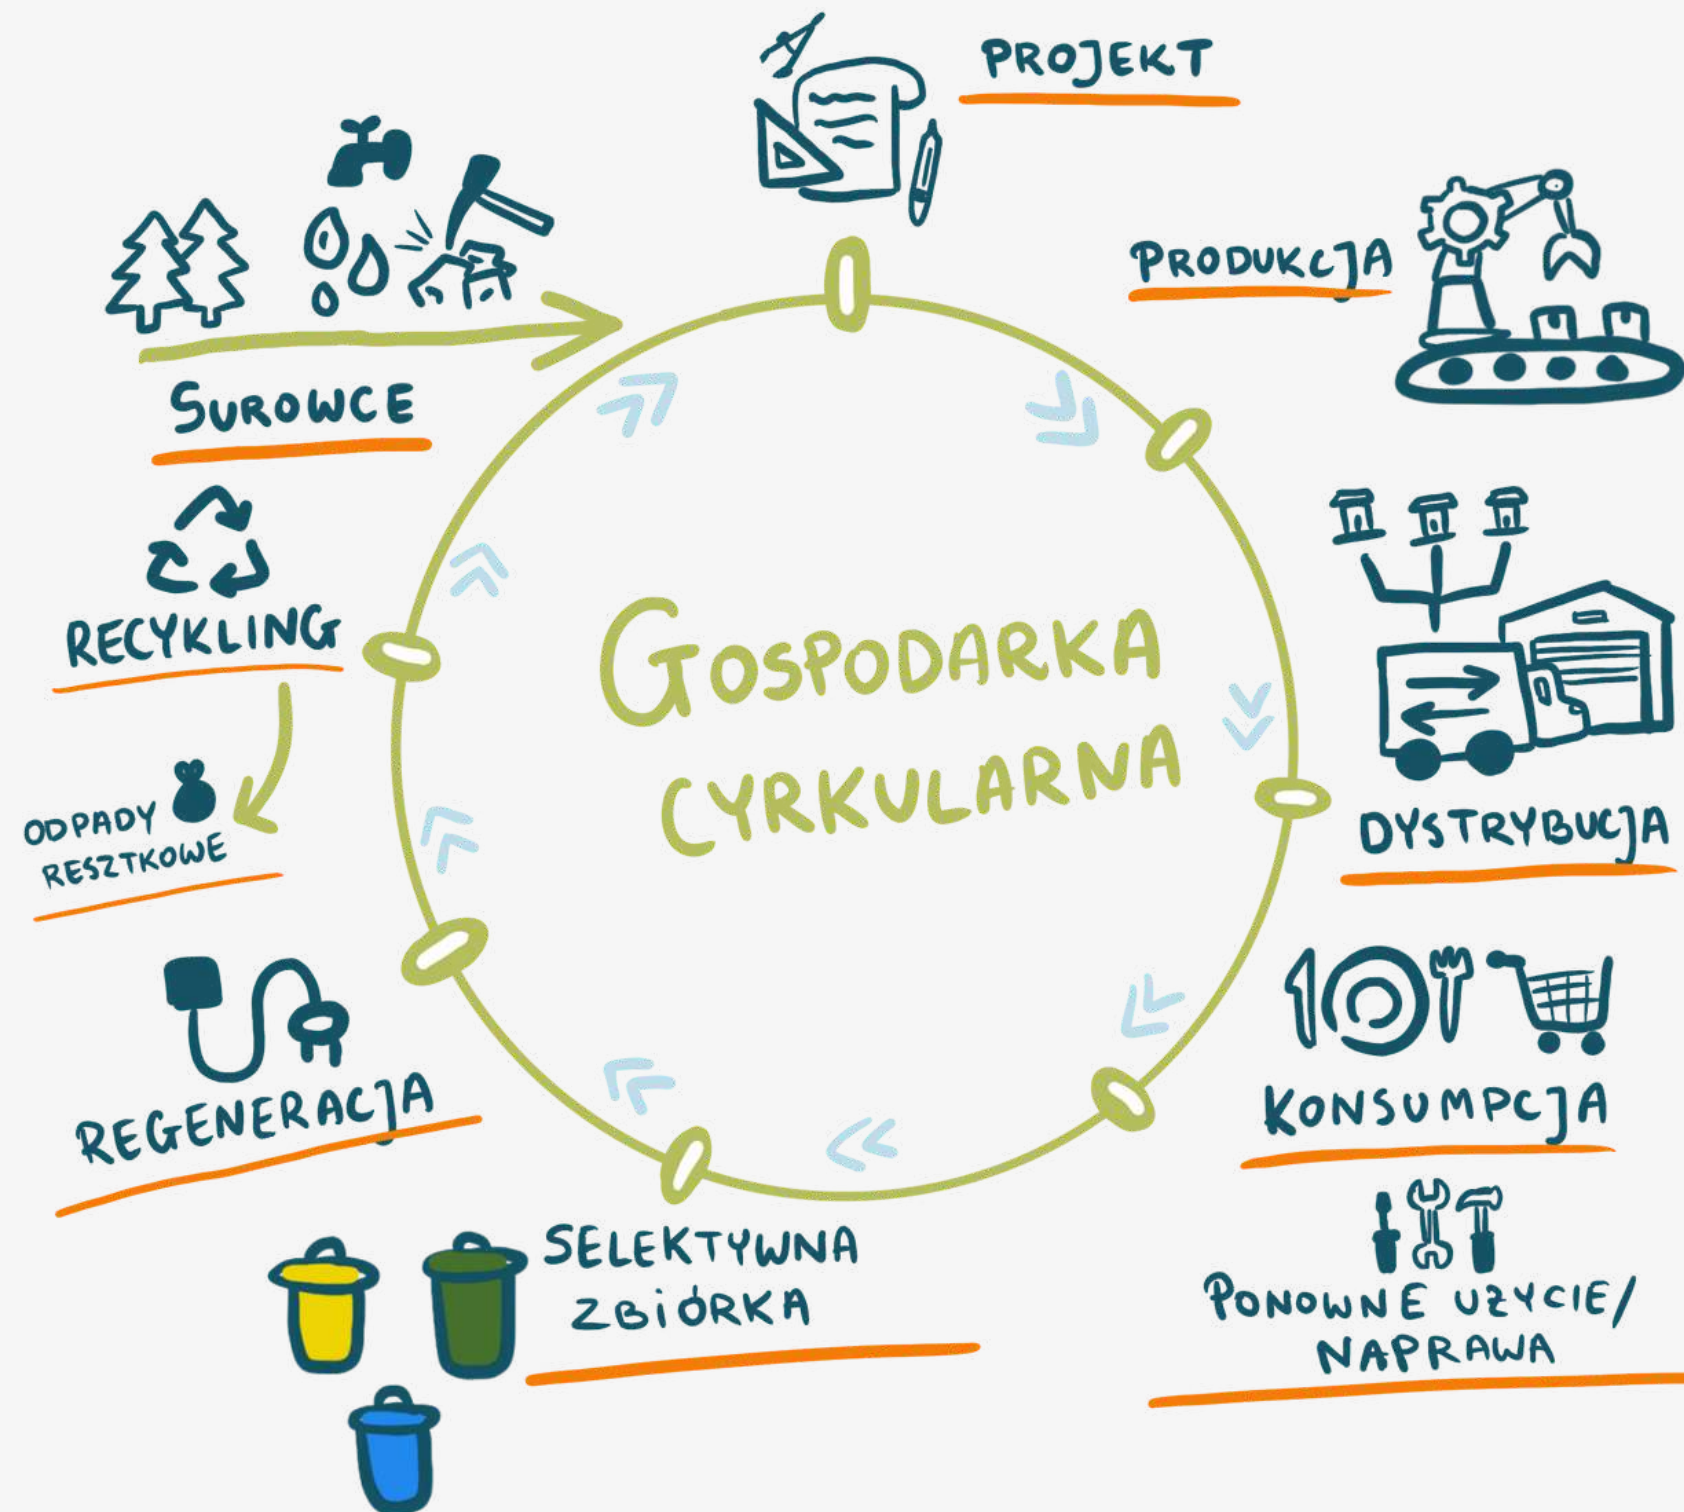 PROJEKT
PRODUKCJA
SUROWCE
RECYKLING
GOSPODARKA
CYRKULARNA
DYSTRYBUCJA
ODPADY
RESZTKOWE
KONSUMPCJA
REGENERACJA
SELEKTYWNA
ZBIÓRKA
PONOWNE UŻYCIE/
NAPRAWA